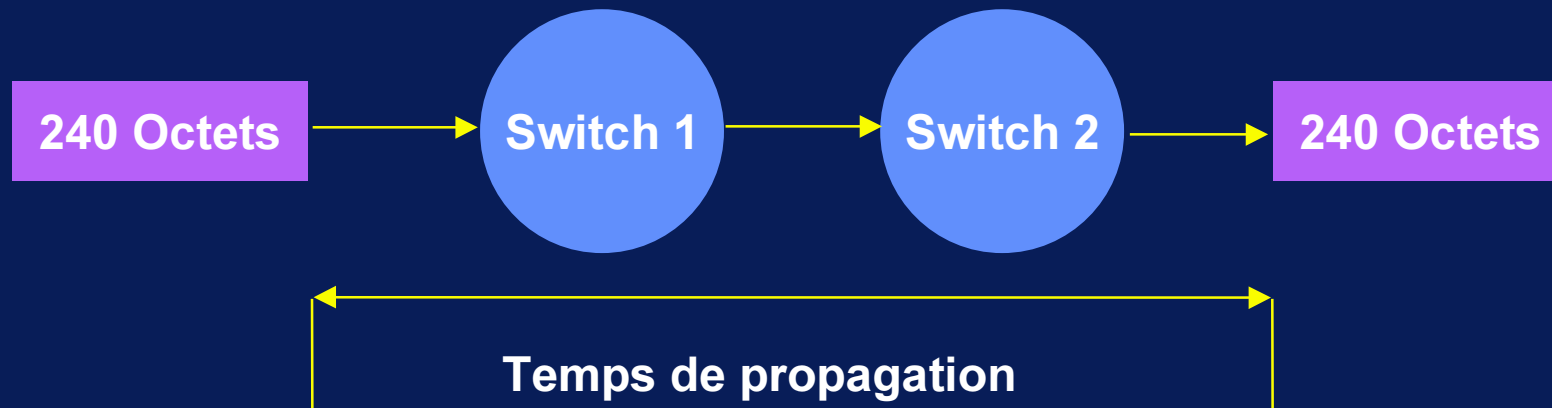 240 Octets
Switch 1
Switch 2
240 Octets
Temps de propagation